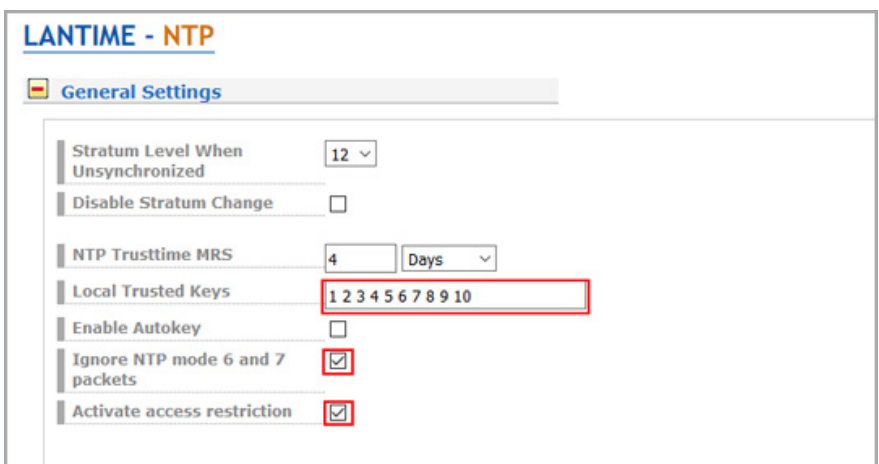 LANTIME - NTP
General Settings
Stratum Level When
Unsynchronized
12
Disable Stratum Change
NTP Trusttime MRS
4 Days
Local Trusted Keys
1 2 3 4 5 6 7 8 9 10
Enable Autokey
Ignore NTP mode 6 and 7
packets
Activate access restriction